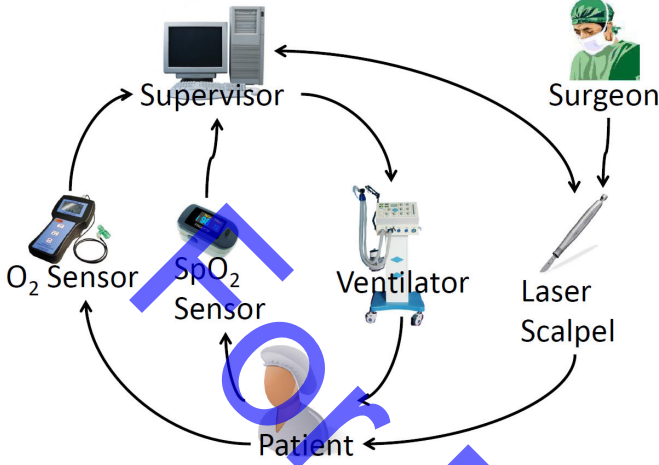 Supervisor
Surgeon
O₂ Sensor
SpO₂
Sensor
Ventilator
Laser
Scalpel
Patient